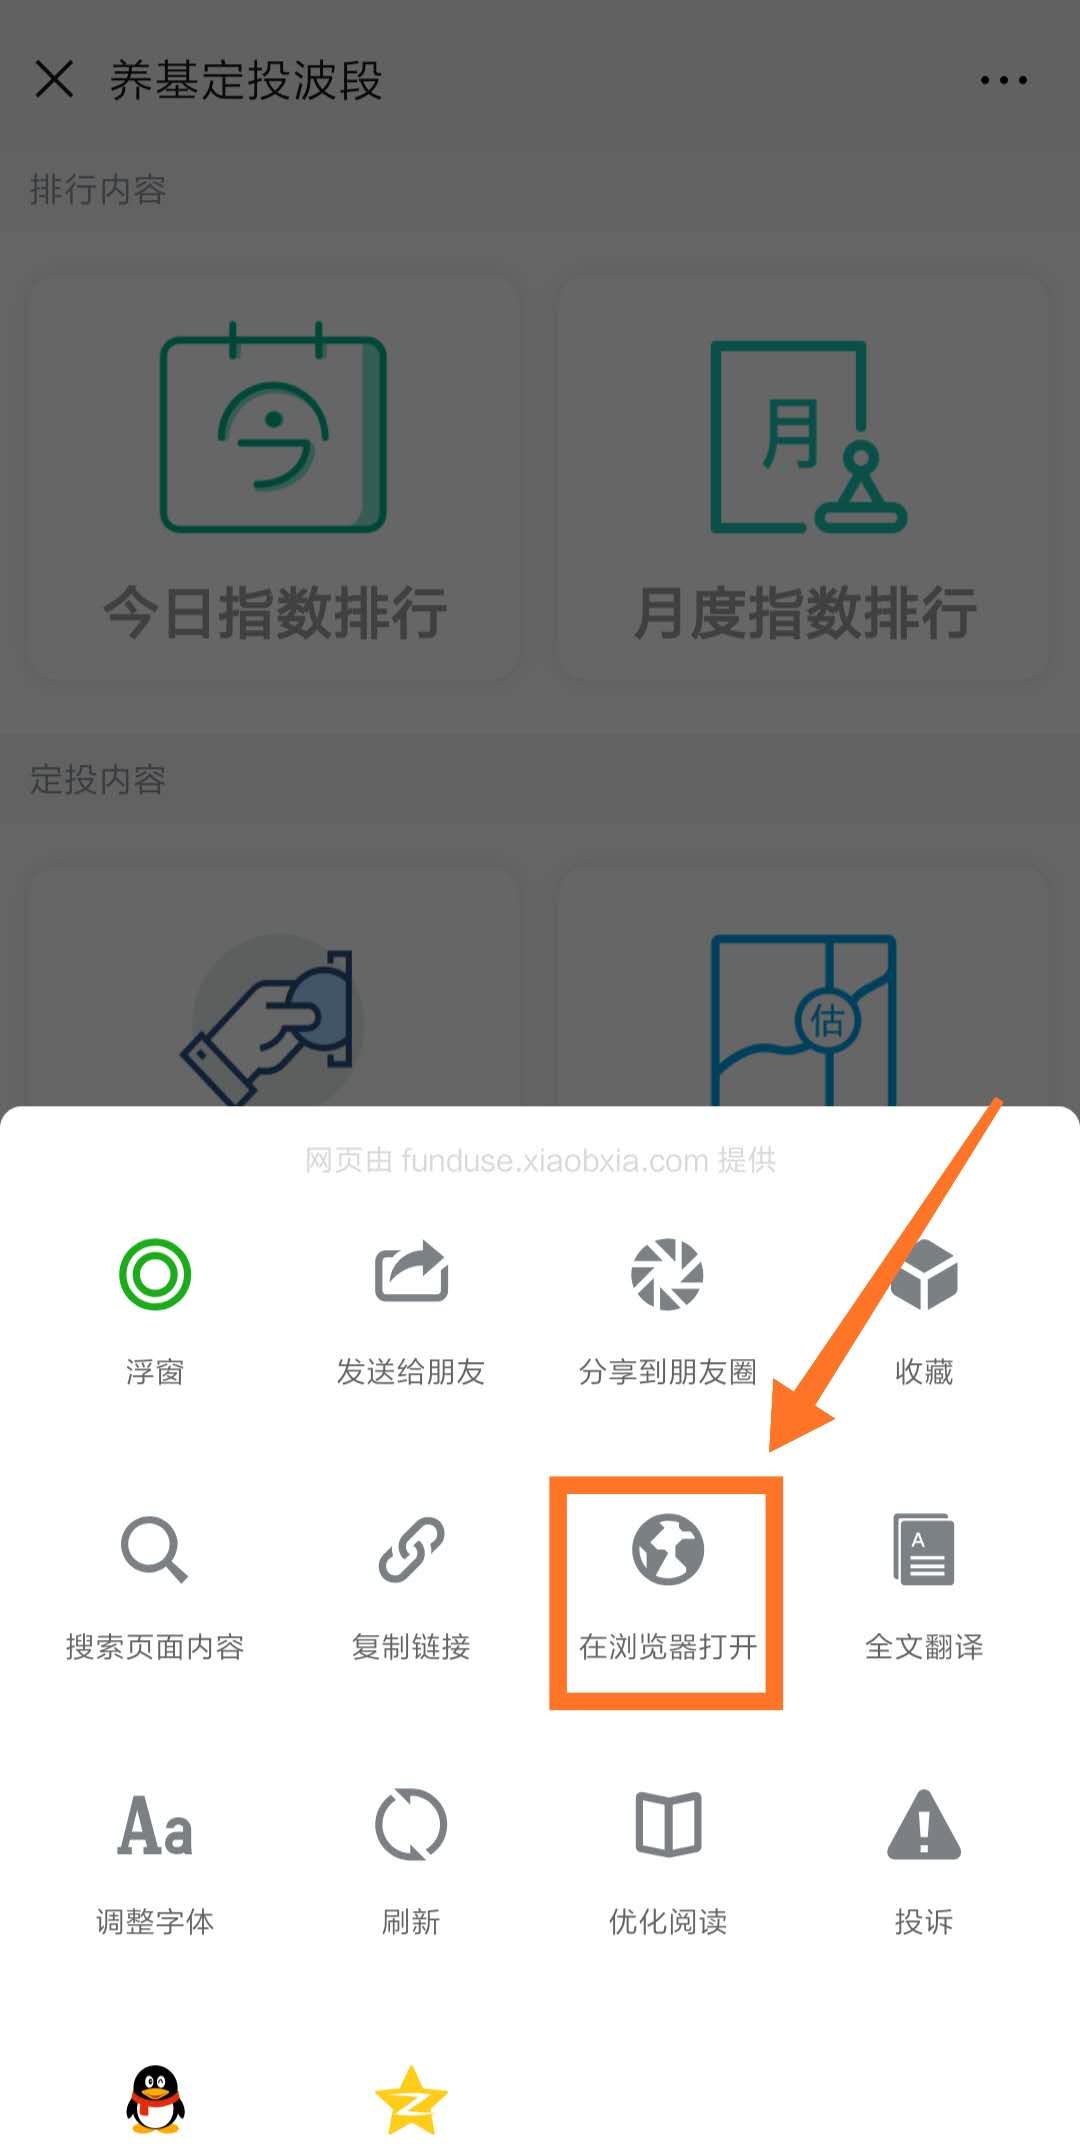 养基定投波段
排行内容
今
月
今日指数排行
月度指数排行
定投内容
估
网页由 funduse.xiaobxia.com 提供
浮窗
发送给朋友
分享到朋友圈
收藏
A
搜索页面内容
复制链接
在浏览器打开
全文翻译
Aa
调整字体
刷新
优化阅读
投诉